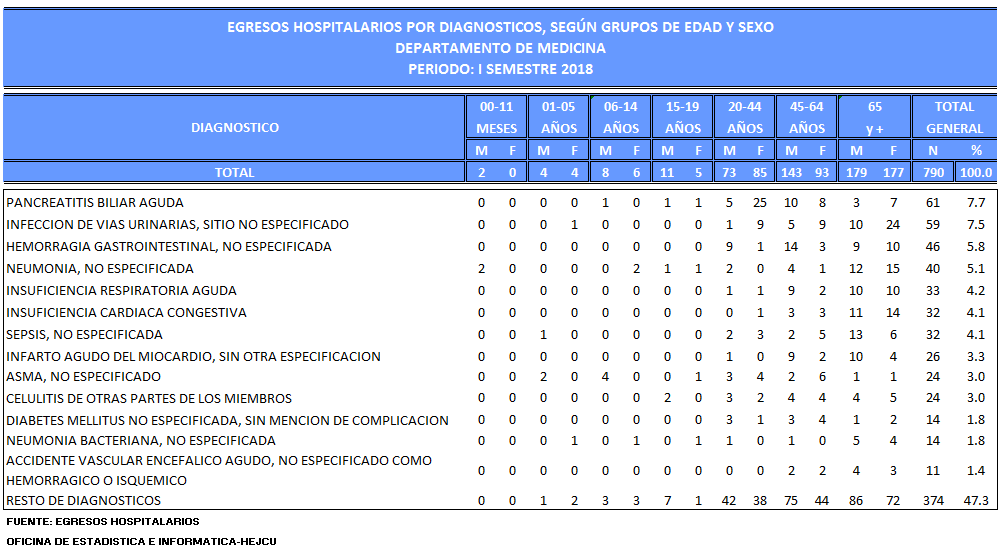 EGRESOS HOSPITALARIOS POR DIAGNOSTICOS, SEGÚN GRUPOS DE EDAD Y SEXO
DEPARTAMENTO DE MEDICINA
PERIODO: I SEMESTRE 2018
DIAGNOSTICO 00-11 MESES 01-05 AÑOS 06-14 AÑOS 15-19 AÑOS 20-44 AÑOS 45-64 AÑOS 65 y + TOTAL GENERAL
M F M F M F M F M F M F M F N %
TOTAL 2 0 4 4 8 6 11 5 73 85 143 93 179 177 790 100.0
PANCREATITIS BILIAR AGUDA 0 0 0 0 1 0 1 1 5 25 10 8 3 7 61 7.7
INFECCION DE VIAS URINARIAS, SITIO NO ESPECIFICADO 0 0 0 1 0 0 0 0 1 9 5 9 10 24 59 7.5
HEMORRAGIA GASTROINTESTINAL, NO ESPECIFICADA 0 0 0 0 0 0 0 0 9 1 14 3 9 10 46 5.8
NEUMONIA, NO ESPECIFICADA 2 0 0 0 0 2 1 1 2 0 4 1 12 15 40 5.1
INSUFICIENCIA RESPIRATORIA AGUDA 0 0 0 0 0 0 0 0 1 1 9 2 10 10 33 4.2
INSUFICIENCIA CARDIACA CONGESTIVA 0 0 0 0 0 0 0 0 0 1 3 3 11 14 32 4.1
SEPSIS, NO ESPECIFICADA 0 0 1 0 0 0 0 0 2 3 2 5 13 6 32 4.1
INFARTO AGUDO DEL MIOCARDIO, SIN OTRA ESPECIFICACION 0 0 0 0 0 0 0 0 1 0 9 2 10 4 26 3.3
ASMA, NO ESPECIFICADO 0 0 2 0 4 0 0 1 3 4 2 6 1 1 24 3.0
CELULITIS DE OTRAS PARTES DE LOS MIEMBROS 0 0 0 0 0 0 2 0 3 2 4 4 4 5 24 3.0
DIABETES MELLITUS NO ESPECIFICADA, SIN MENCION DE COMPLICACION 0 0 0 0 0 0 0 0 3 1 3 4 1 2 14 1.8
NEUMONIA BACTERIANA, NO ESPECIFICADA 0 0 0 1 0 1 0 1 1 0 1 0 5 4 14 1.8
ACCIDENTE VASCULAR ENCEFALICO AGUDO, NO ESPECIFICADO COMO
HEMORRAGICO O ISQUEMICO 0 0 0 0 0 0 0 0 0 0 2 2 4 3 11 1.4
RESTO DE DIAGNOSTICOS 0 0 1 2 3 3 7 1 42 38 75 44 86 72 374 47.3
FUENTE: EGRESOS HOSPITALARIOS
OFICINA DE ESTADISTICA E INFORMATICA-HEJCU